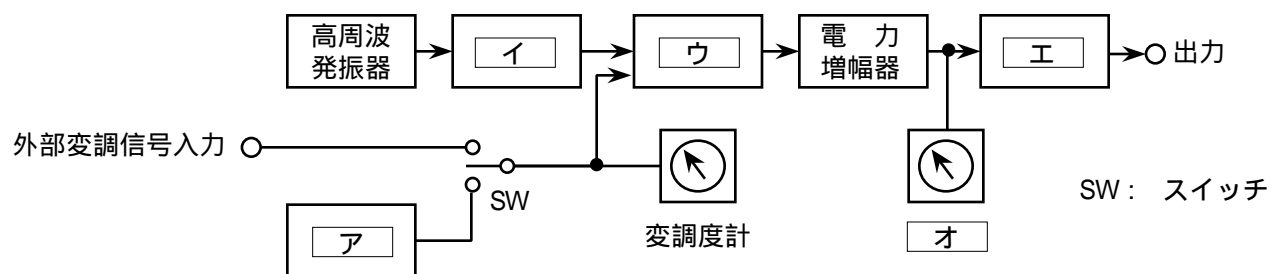 高周波
発振器
イ
ウ
電 力
増幅器
エ
出力
外部変調信号入力
SW
ア
変調度計
オ
SW : スイッチ